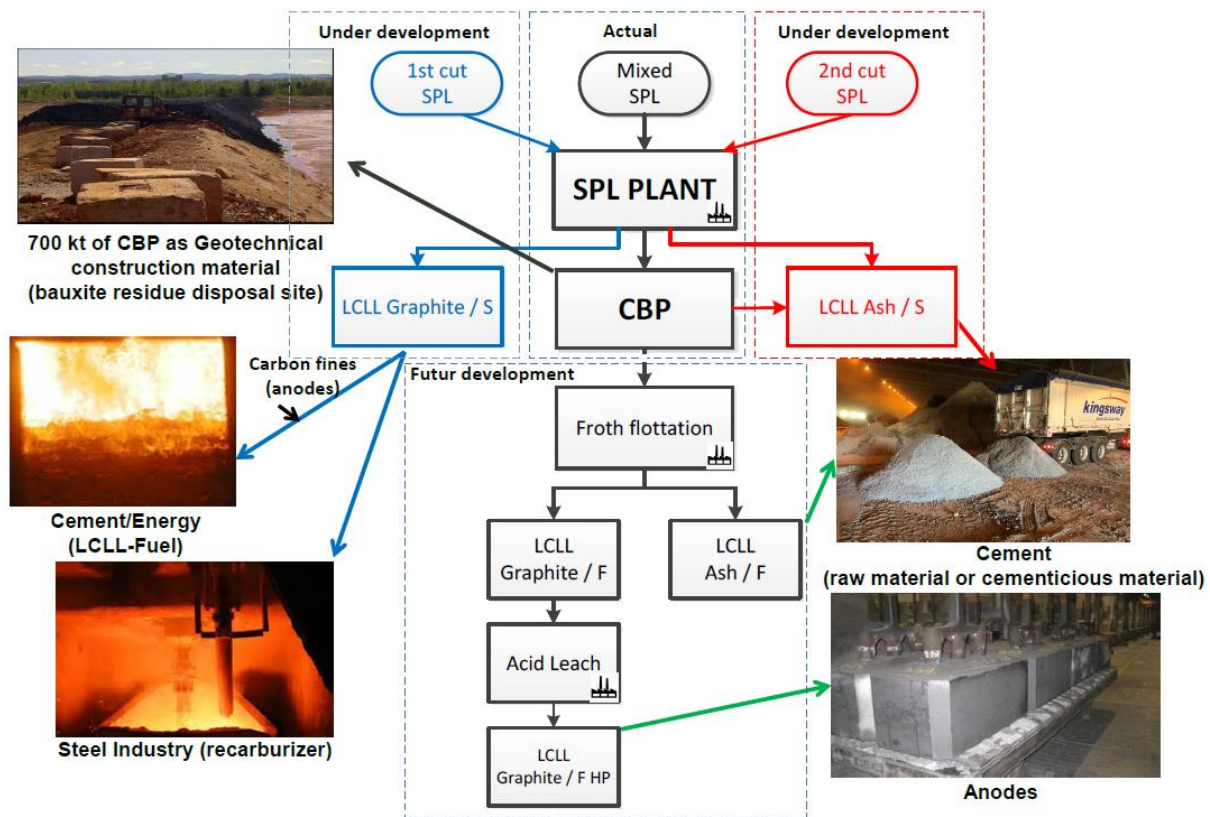 Under development
Actual
Under development
1st cut
SPL
Mixed
SPL
2nd cut
SPL
SPL PLANT
700 kt of CBP as Geotechnical
construction material
(bauxite residue disposal site)
LCLL Graphite / S
CBP
LCLL Ash / S
Carbon fines
(anodes)
Futur development
Froth flottation
kingsway
Cement/Energy
(LCLL-Fuel)
LCLL
Graphite / F
LCLL
Ash / F
Cement
(raw material or cementicious material)
Acid Leach
Steel Industry (recarburizer)
LCLL
Graphite / F HP
Anodes